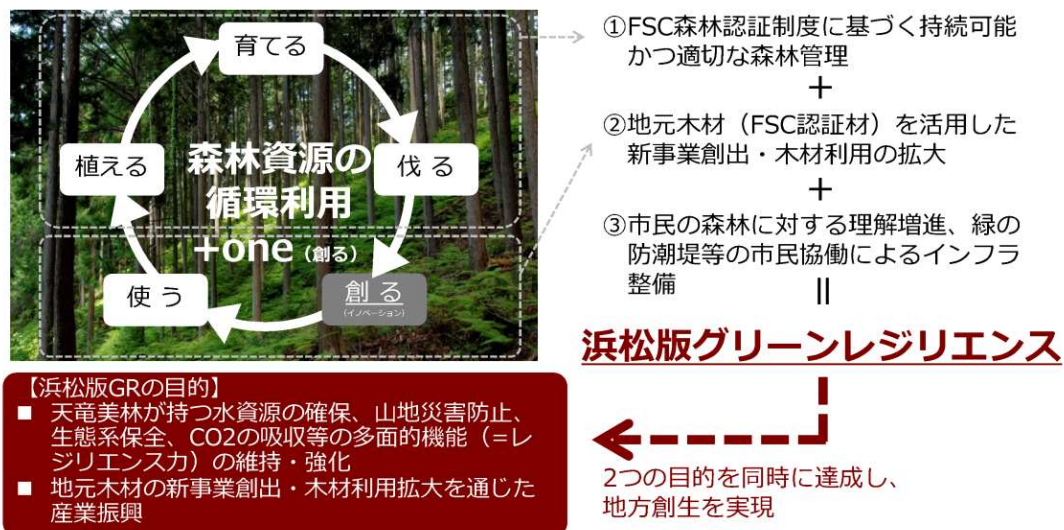 育てる
植える
伐 る
森林資源の
循環利用
+one(創る)
使 う
創 る
(イノベーション)
①FSC森林認証制度に基づく持続可能
かつ適切な森林管理
+
②地元木材（FSC認証材）を活用した
新事業創出・木材利用の拡大
+
③市民の森林に対する理解増進、緑の
防潮堤等の市民協働によるインフラ
整備
=
浜松版グリーンレジリエンス
【浜松版GRの目的】
■ 天竜美林が持つ水資源の確保、山地災害防止、
生態系保全、CO2の吸収等の多面的機能（=レ
ジリエンス力）の維持・強化
■ 地元木材の新事業創出・木材利用拡大を通じた
産業振興
2つの目的を同時に達成し、
地方創生を実現